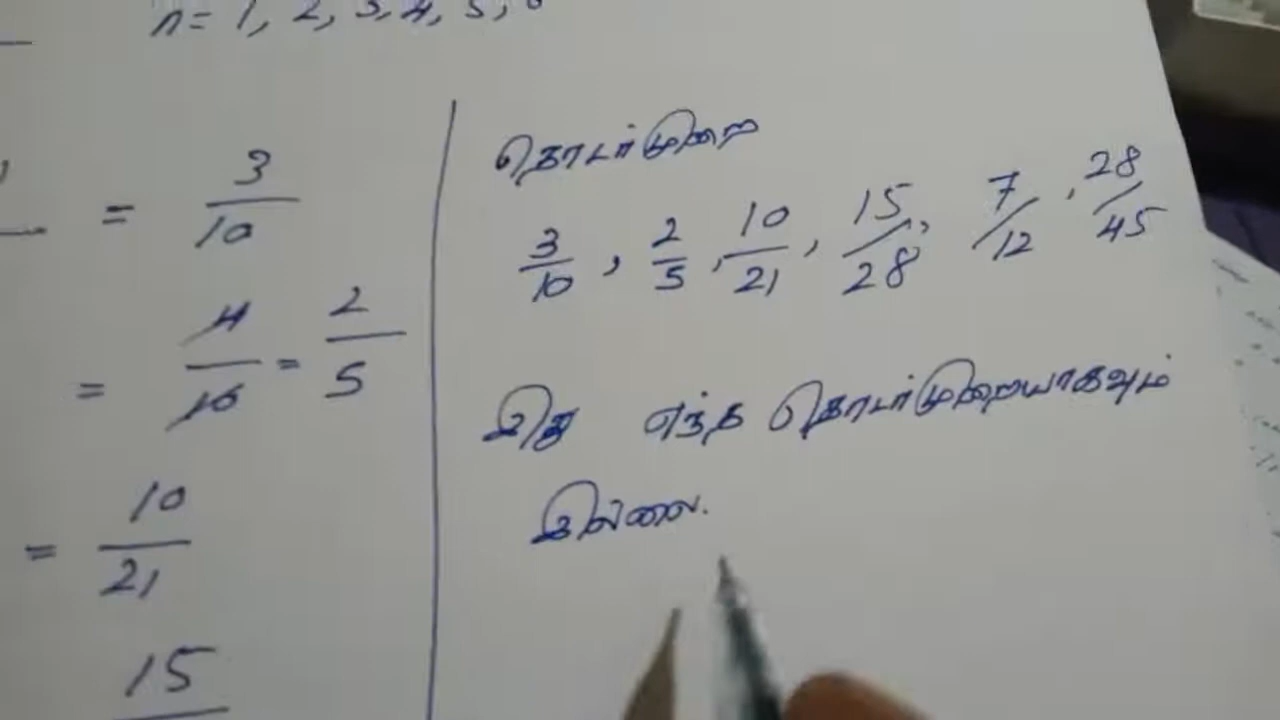 n = 1, 2, 3, 4, 5, 6
= 3/10
= 4/10 = 2/5
= 10/21
15
தொடர்முறை
3/10 , 2/5 , 10/21 , 15/28 , 7/12 , 28/45
இது எந்த தொடர்முறையாகவும்
இல்லை.